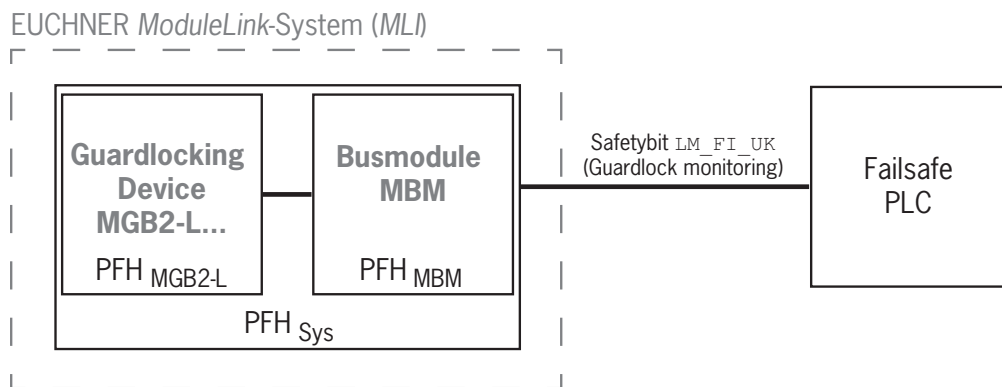 EUCHNER ModuleLink-System (MLI)
Guardlocking
Device
MGB2-L...
PFH MGB2-L
Busmodule
MBM
PFH MBM
PFH Sys
Safetybit LM_FI_UK
(Guardlock monitoring)
Failsafe
PLC